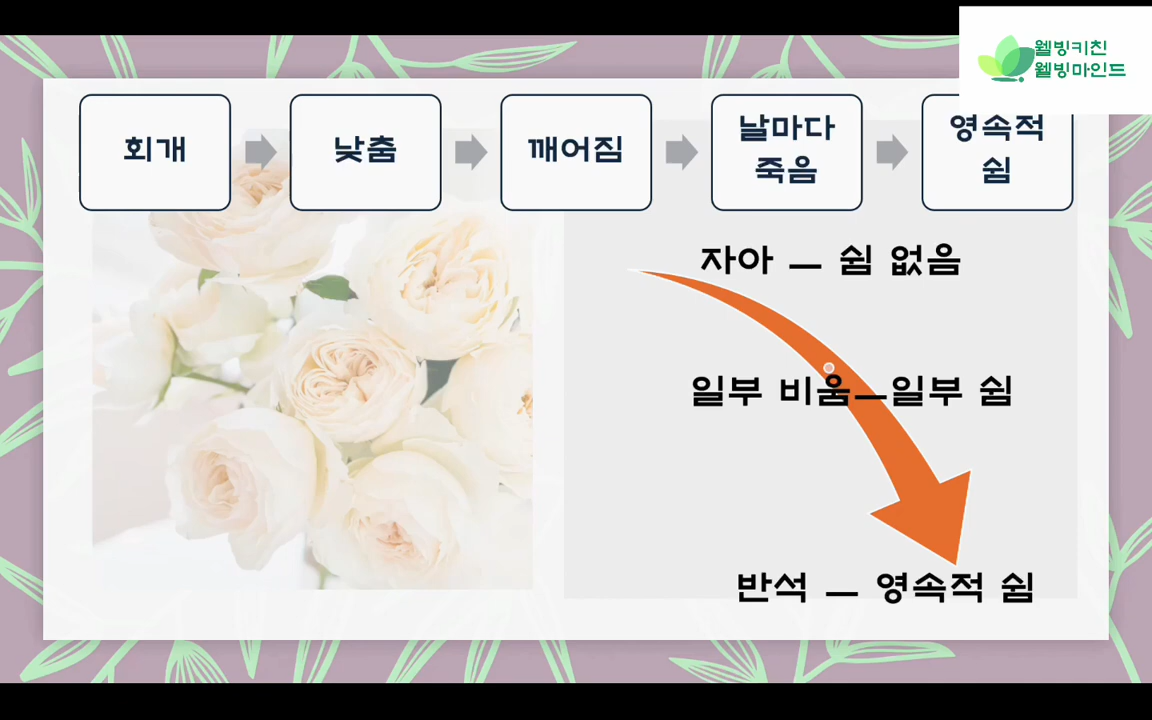 웰빙키친
웰빙마인드
회개
낮춤
깨어짐
날마다
죽음
영속적
쉼
자아 – 쉼 없음
일부 비움–일부 쉼
반석 – 영속적 쉼